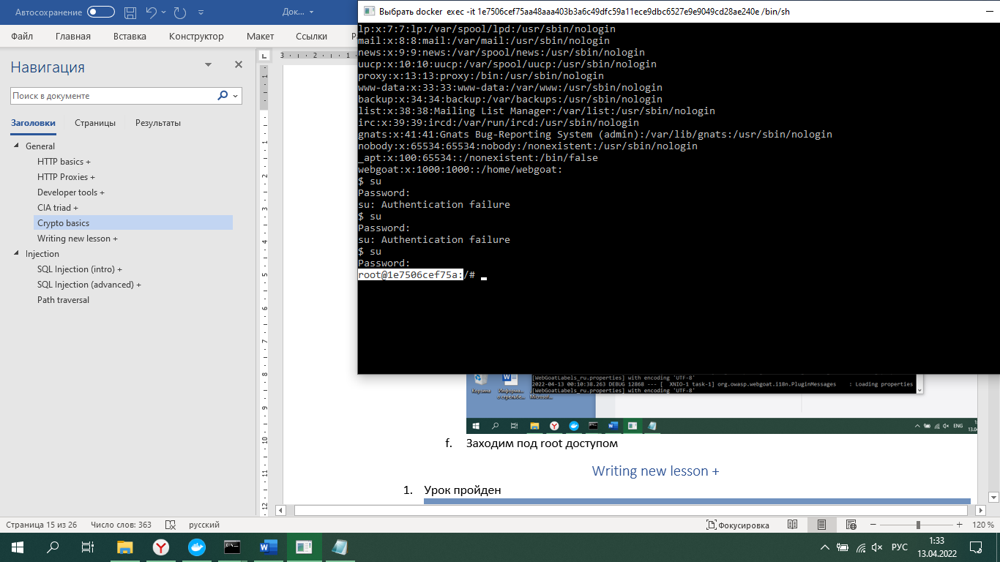 Автосохранение
Док...
Выбрать docker exec -it 1e7506cef75aa48aaa403b3a6c49dfc59a11ece9dbc6527e9e9049cd28ae240e /bin/sh
Файл
Главная
Вставка
Конструктор
Макет
Ссылки
Навигация
Поиск в документе
Заголовки
Страницы
Результаты
General
HTTP basics +
HTTP Proxies +
Developer tools +
CIA triad +
Crypto basics
Writing new lesson +
Injection
SQL Injection (intro) +
SQL Injection (advanced) +
Path traversal
lp:x:7:7:lp:/var/spool/lpd:/usr/sbin/nologin
mail:x:8:8:mail:/var/mail:/usr/sbin/nologin
news:x:9:9:news:/var/spool/news:/usr/sbin/nologin
uucp:x:10:10:uucp:/var/spool/uucp:/usr/sbin/nologin
proxy:x:13:13:proxy:/bin:/usr/sbin/nologin
www-data:x:33:33:www-data:/var/www:/usr/sbin/nologin
backup:x:34:34:backup:/var/backups:/usr/sbin/nologin
list:x:38:38:Mailing List Manager:/var/list:/usr/sbin/nologin
irc:x:39:39:ircd:/var/run/ircd:/usr/sbin/nologin
gnats:x:41:41:Gnats Bug-Reporting System (admin):/var/lib/gnats:/usr/sbin/nologin
nobody:x:65534:65534:nobody:/nonexistent:/usr/sbin/nologin
_apt:x:100:65534::/nonexistent:/bin/false
webgoat:x:1000:1000::/home/webgoat:
$ su
Password:
su: Authentication failure
$ su
Password:
su: Authentication failure
$ su
Password:
root@1e7506cef75a:/#
[WebGoatLabels_ru.properties] with encoding 'UTF-8'
2022-04-13 00:10:38.263 DEBUG 12868 --- [ XNIO-1 task-1] org.owasp.webgoat.i18n.PluginMessages : Loading properties
[WebGoatLabels_ru.properties] with encoding 'UTF-8'
Корзина
ENG
f. Заходим под root доступом
Writing new lesson +
1. Урок пройден
Страница 15 из 26
Число слов: 363
русский
Фокусировка
120 %
РУС
1:33
13.04.2022